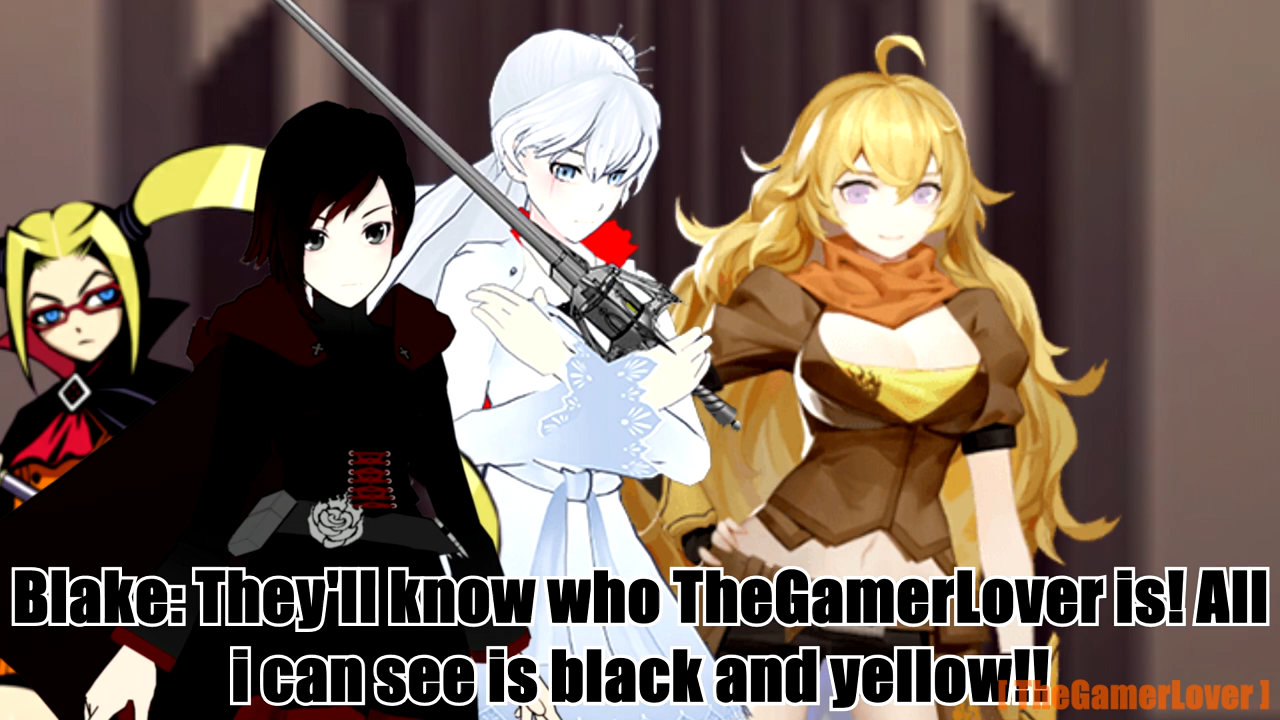 Blake: They'll know who TheGamerLover is! All
i can see is black and yellow!!
[ TheGamerLover ]